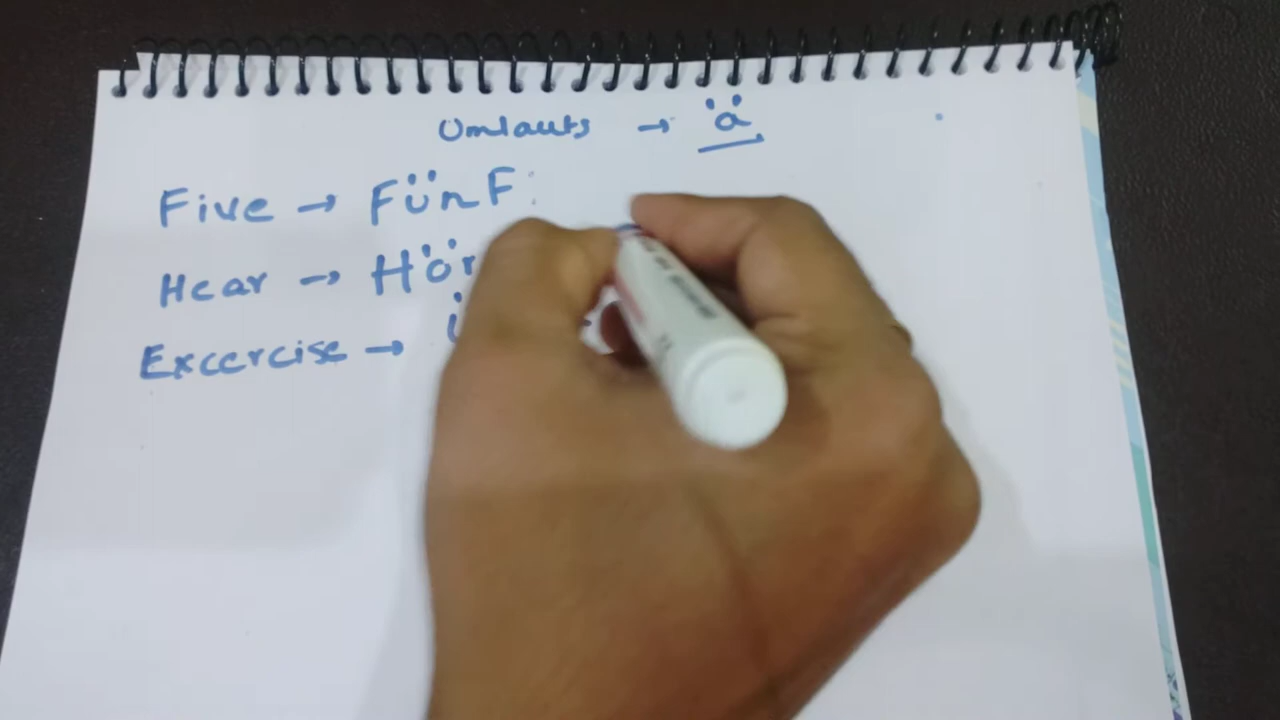 Umlauts → ä
Five → FünF
Hear → Hör
Excercise →